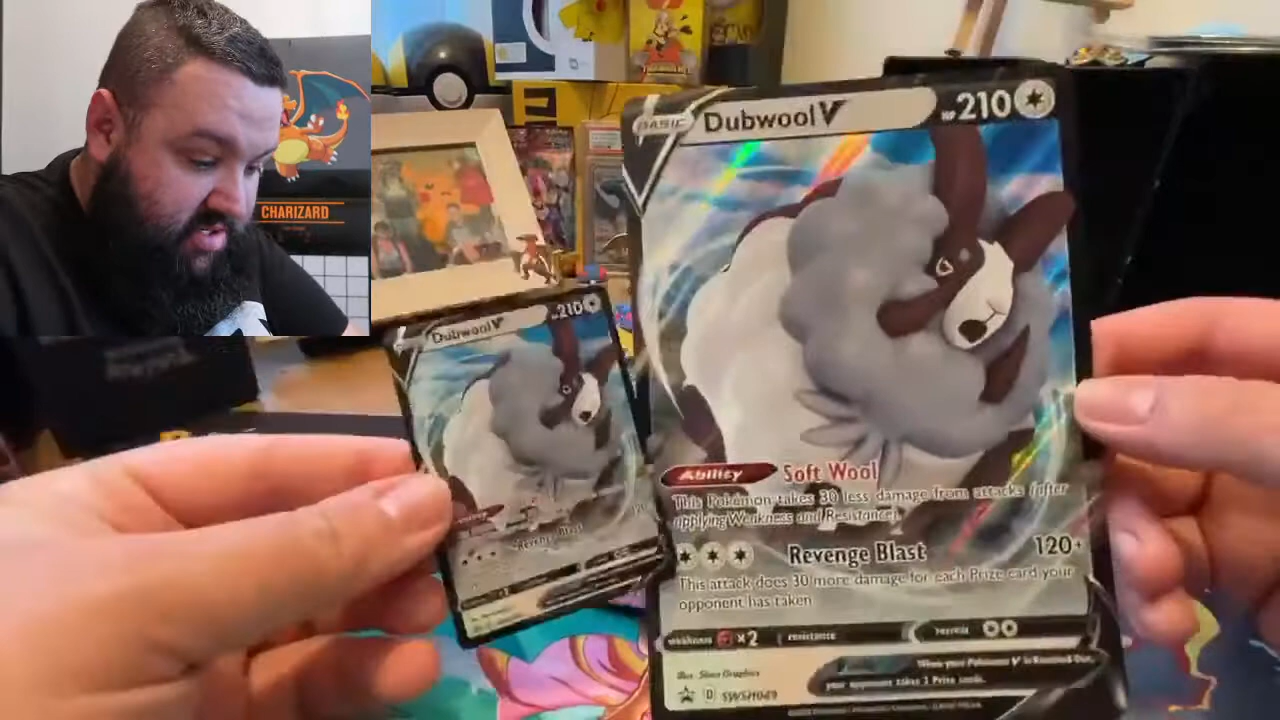 CHARIZARD
BASIC Dubwool V HP 210
Ability Soft Wool
This Pokémon takes 30 less damage from attacks (after
applying Weakness and Resistance).
Revenge Blast 120+
This attack does 30 more damage for each Prize card your
opponent has taken
weakness ×2 resistance retreat
When your Pokémon V is Knocked Out,
your opponent takes 2 Prize cards.
Illus.
D SWSH049
Dubwool V 210
Revenge Blast